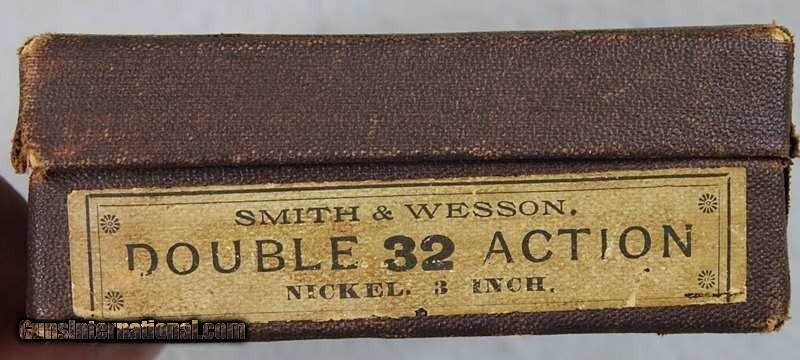 SMITH & WESSON.
DOUBLE 32 ACTION
NICKEL. 3 INCH.
GunsInternational.com